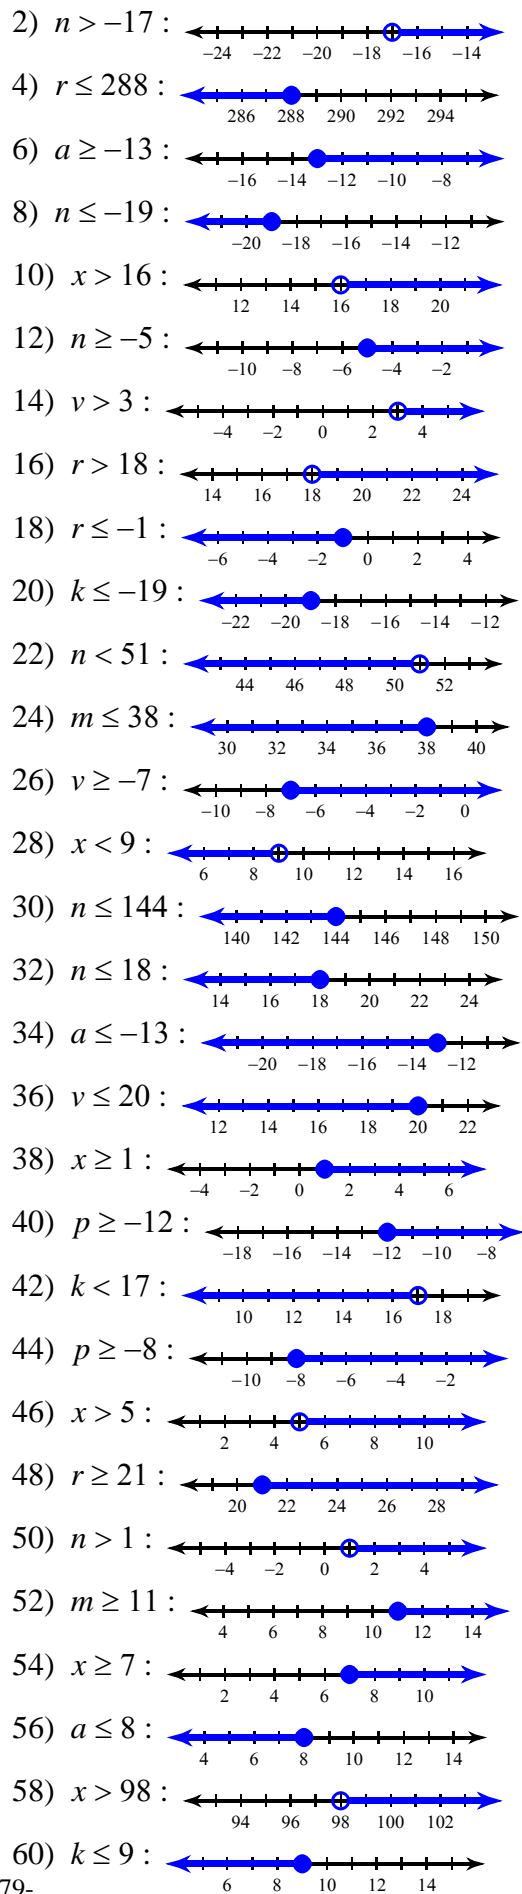 2) n > −17 :
−24 −22 −20 −18 −16 −14
4) r ≤ 288 :
286 288 290 292 294
6) a ≥ −13 :
−16 −14 −12 −10 −8
8) n ≤ −19 :
−20 −18 −16 −14 −12
10) x > 16 :
12 14 16 18 20
12) n ≥ −5 :
−10 −8 −6 −4 −2
14) v > 3 :
−4 −2 0 2 4
16) r > 18 :
14 16 18 20 22 24
18) r ≤ −1 :
−6 −4 −2 0 2 4
20) k ≤ −19 :
−22 −20 −18 −16 −14 −12
22) n < 51 :
44 46 48 50 52
24) m ≤ 38 :
30 32 34 36 38 40
26) v ≥ −7 :
−10 −8 −6 −4 −2 0
28) x < 9 :
6 8 10 12 14 16
30) n ≤ 144 :
140 142 144 146 148 150
32) n ≤ 18 :
14 16 18 20 22 24
34) a ≤ −13 :
−20 −18 −16 −14 −12
36) v ≤ 20 :
12 14 16 18 20 22
38) x ≥ 1 :
−4 −2 0 2 4 6
40) p ≥ −12 :
−18 −16 −14 −12 −10 −8
42) k < 17 :
10 12 14 16 18
44) p ≥ −8 :
−10 −8 −6 −4 −2
46) x > 5 :
2 4 6 8 10
48) r ≥ 21 :
20 22 24 26 28
50) n > 1 :
−4 −2 0 2 4
52) m ≥ 11 :
4 6 8 10 12 14
54) x ≥ 7 :
2 4 6 8 10
56) a ≤ 8 :
4 6 8 10 12 14
58) x > 98 :
94 96 98 100 102
60) k ≤ 9 :
6 8 10 12 14
79-